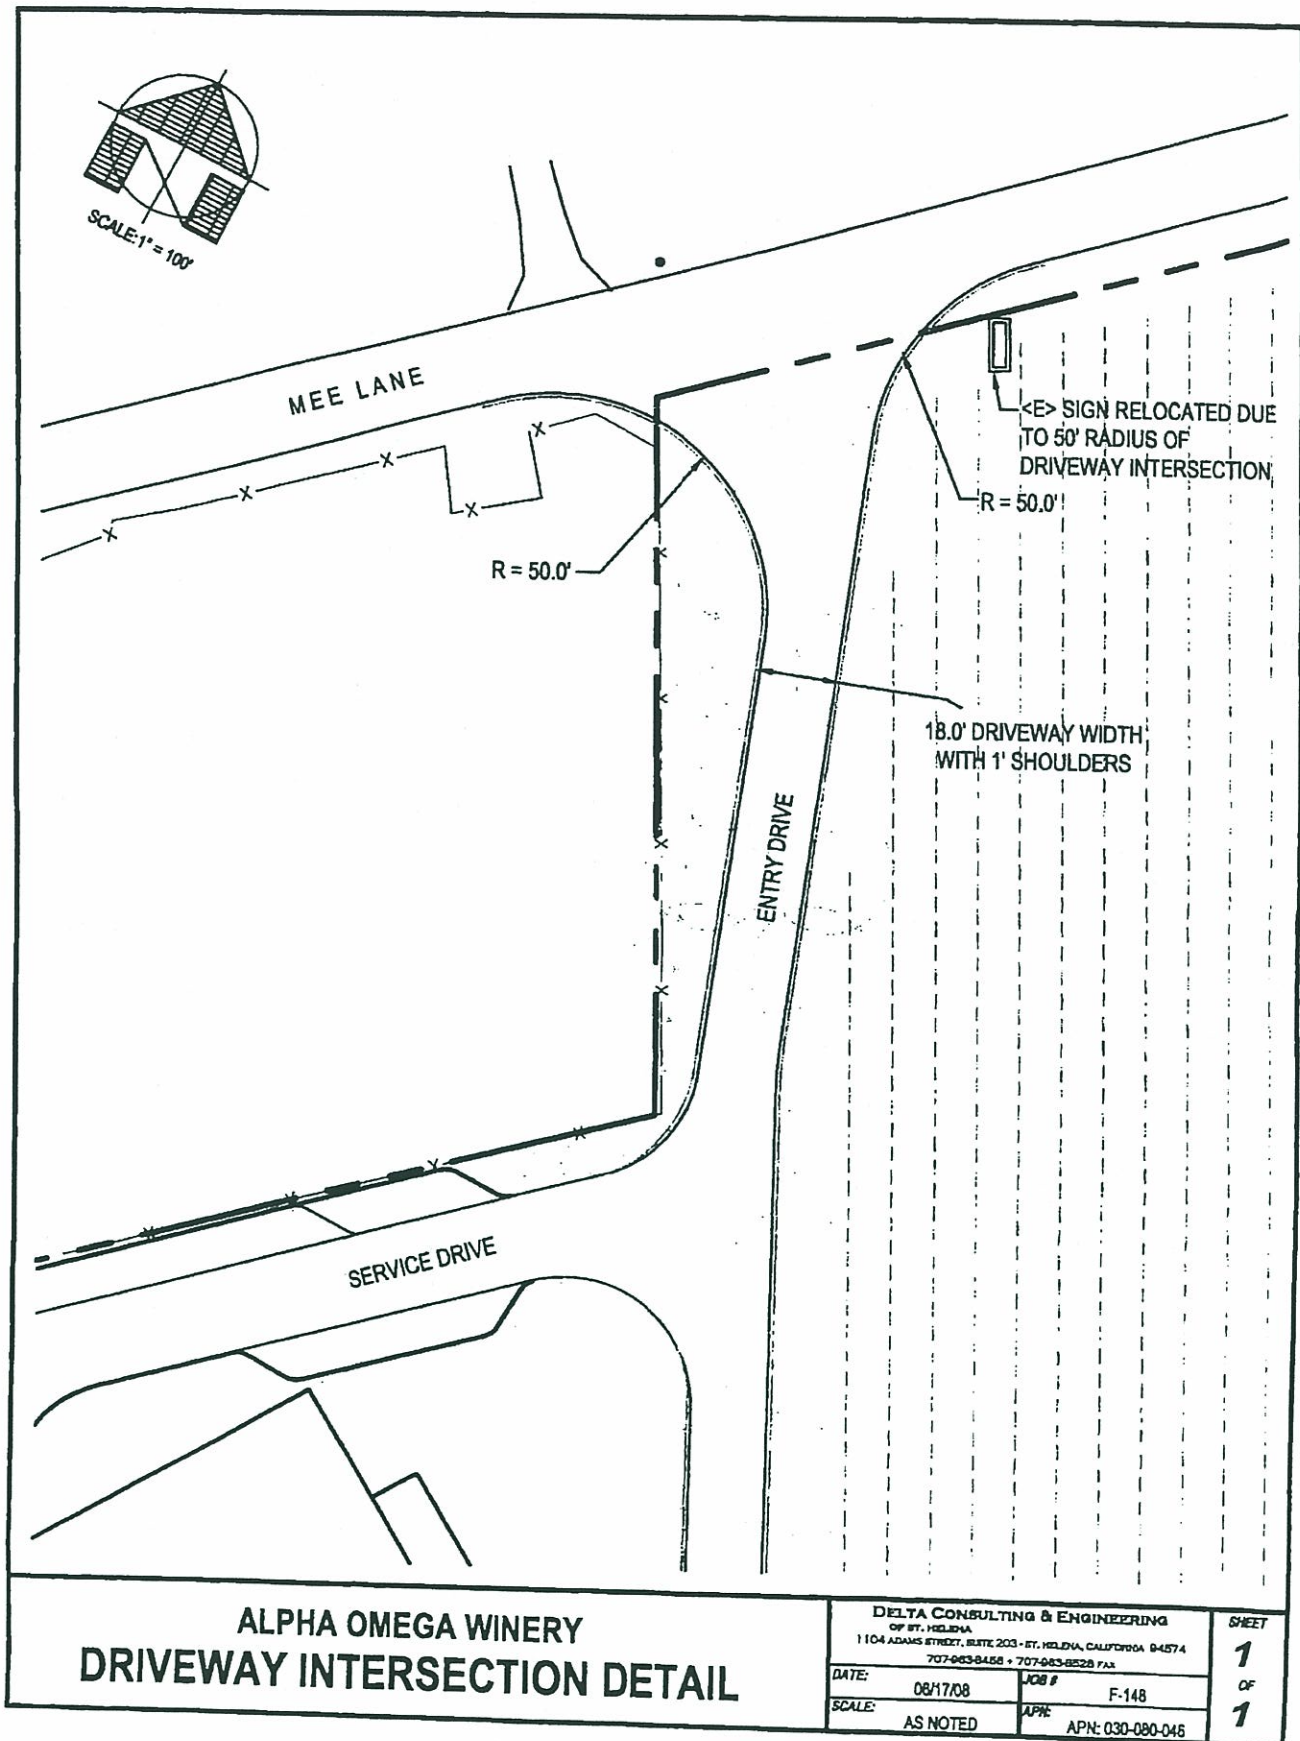 SCALE:1" = 100'
MEE LANE
<E> SIGN RELOCATED DUE
TO 50' RADIUS OF
DRIVEWAY INTERSECTION
R = 50.0'
R = 50.0'
18.0' DRIVEWAY WIDTH
WITH 1' SHOULDERS
ENTRY DRIVE
SERVICE DRIVE
ALPHA OMEGA WINERY
DRIVEWAY INTERSECTION DETAIL
DELTA CONSULTING & ENGINEERING
OF ST. HELENA
1104 ADAMS STREET, SUITE 203 - ST. HELENA, CALIFORNIA 94574
707-963-8456 + 707-963-8528 FAX
DATE: 06/17/08
JOB # F-148
SCALE: AS NOTED
APN: APN: 030-080-046
SHEET
1
OF
1